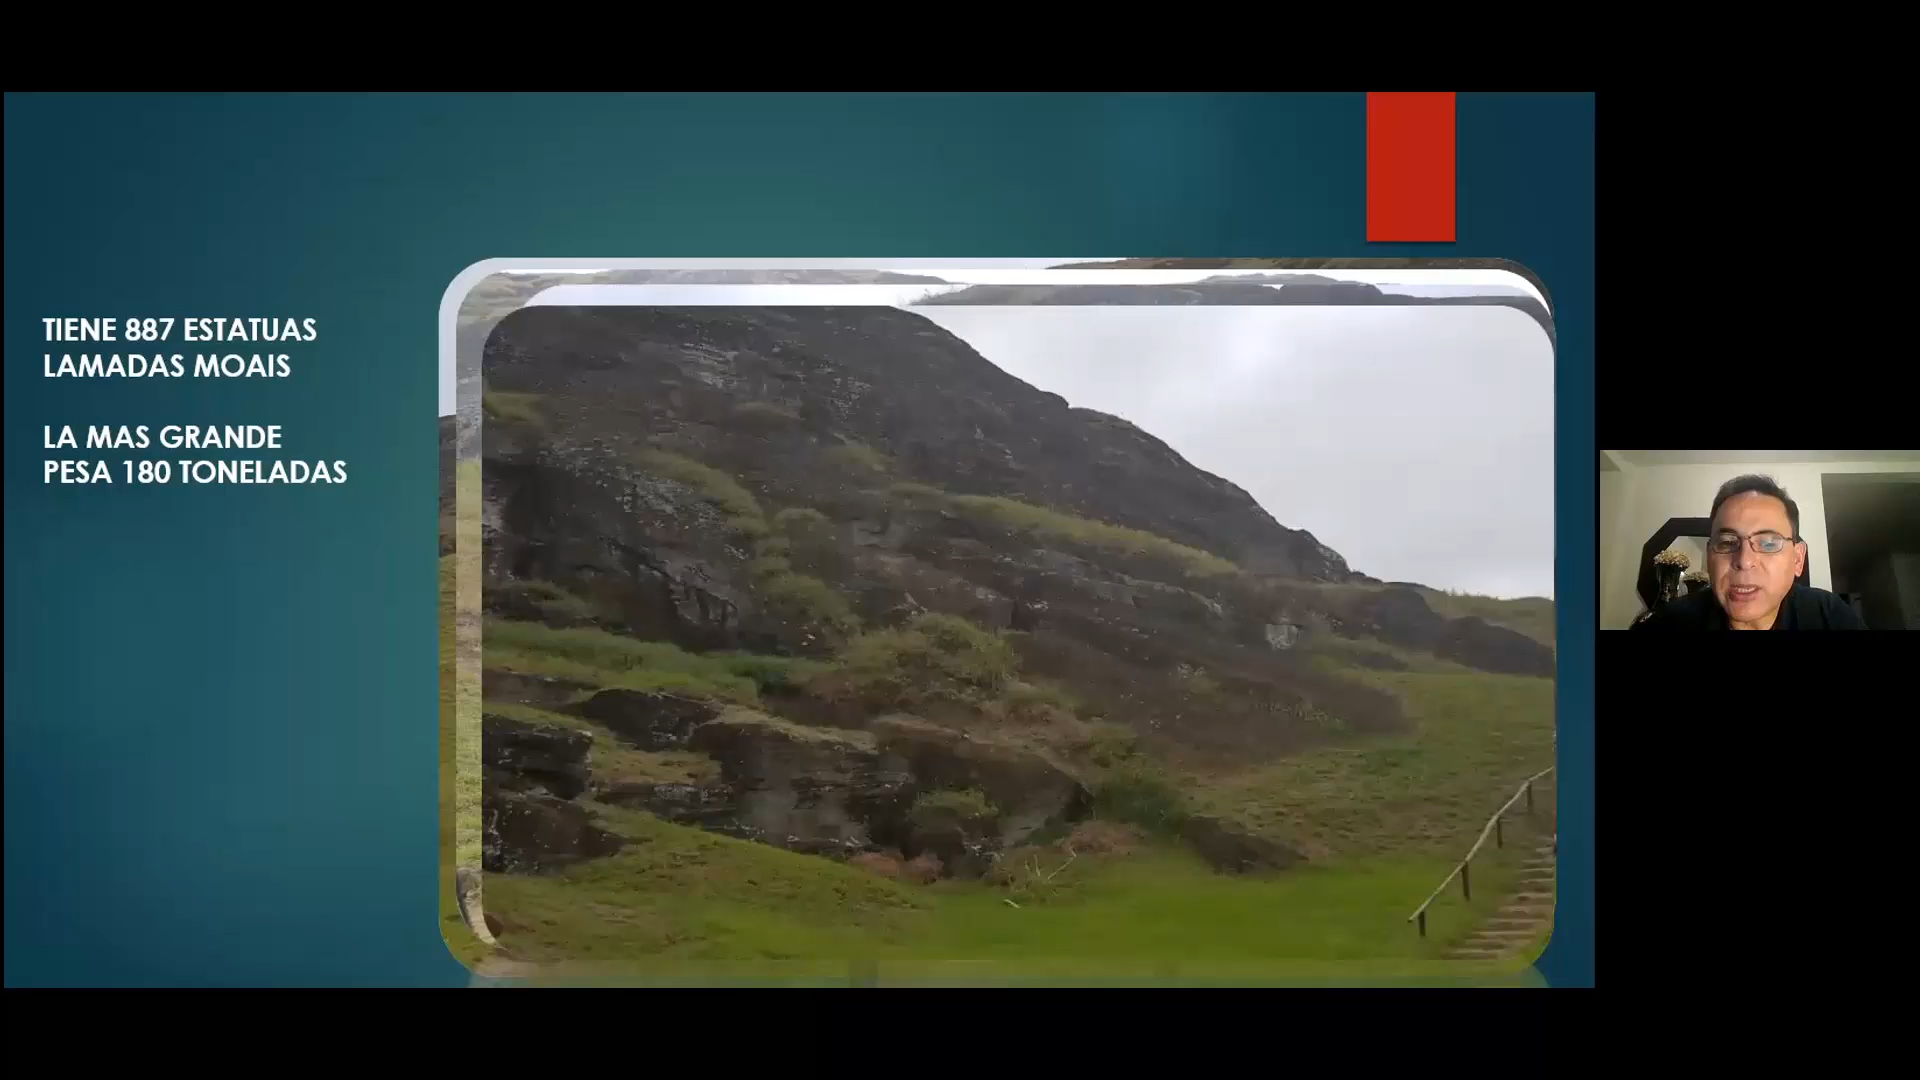 TIENE 887 ESTATUAS
LAMADAS MOAIS
LA MAS GRANDE
PESA 180 TONELADAS